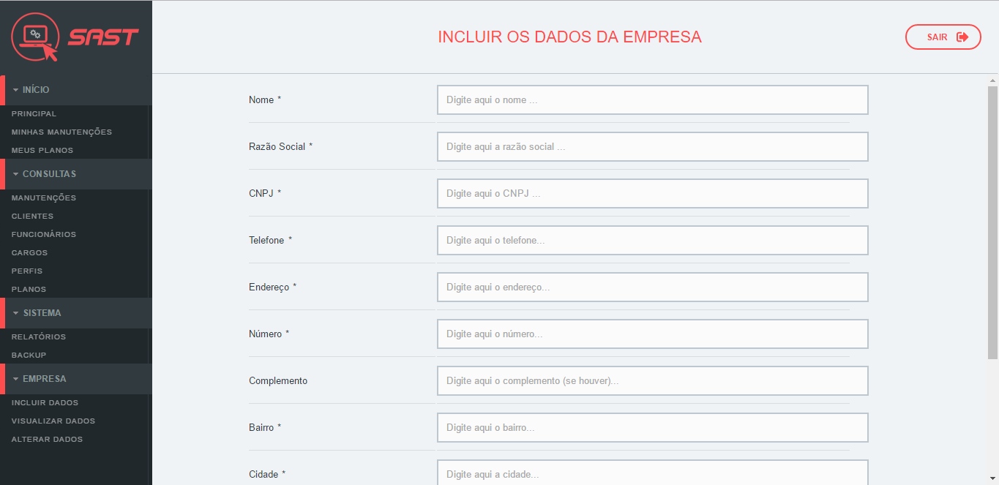 SAST
INÍCIO
PRINCIPAL
MINHAS MANUTENÇÕES
MEUS PLANOS
CONSULTAS
MANUTENÇÕES
CLIENTES
FUNCIONÁRIOS
CARGOS
PERFIS
PLANOS
SISTEMA
RELATÓRIOS
BACKUP
EMPRESA
INCLUIR DADOS
VISUALIZAR DADOS
ALTERAR DADOS
INCLUIR OS DADOS DA EMPRESA
SAIR
Nome * Digite aqui o nome ...
Razão Social * Digite aqui a razão social ...
CNPJ * Digite aqui o CNPJ ...
Telefone * Digite aqui o telefone...
Endereço * Digite aqui o endereço...
Número * Digite aqui o número...
Complemento Digite aqui o complemento (se houver)...
Bairro * Digite aqui o bairro...
Cidade * Digite aqui a cidade...